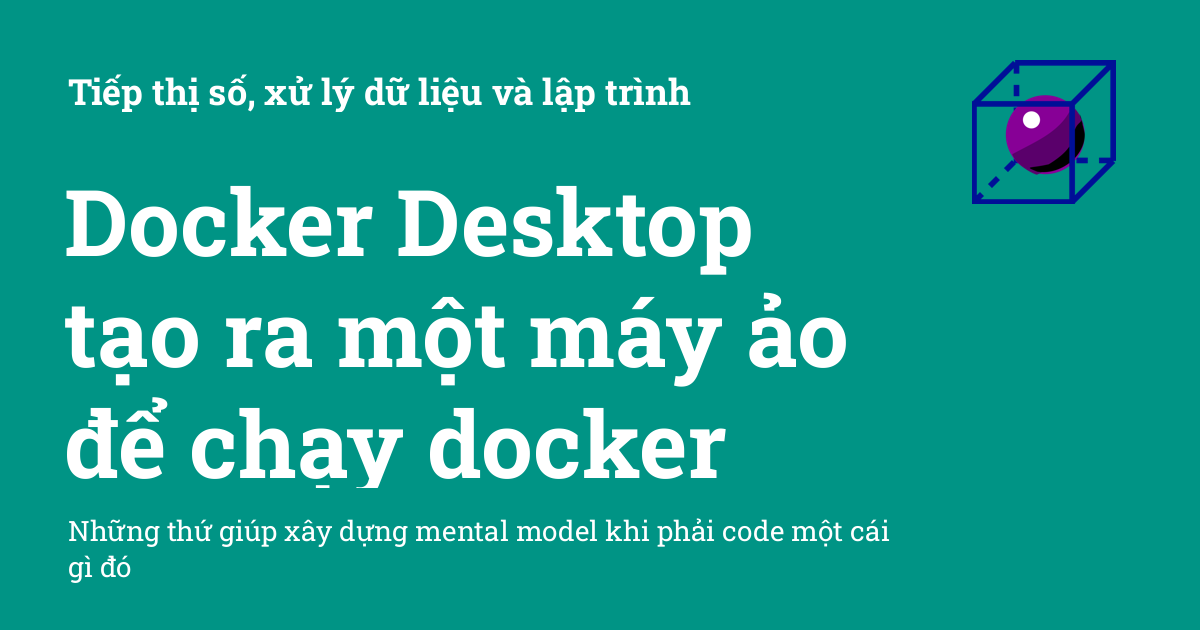 Tiếp thị số, xử lý dữ liệu và lập trình
Docker Desktop
tạo ra một máy ảo
để chạy docker
Những thứ giúp xây dựng mental model khi phải code một cái
gì đó